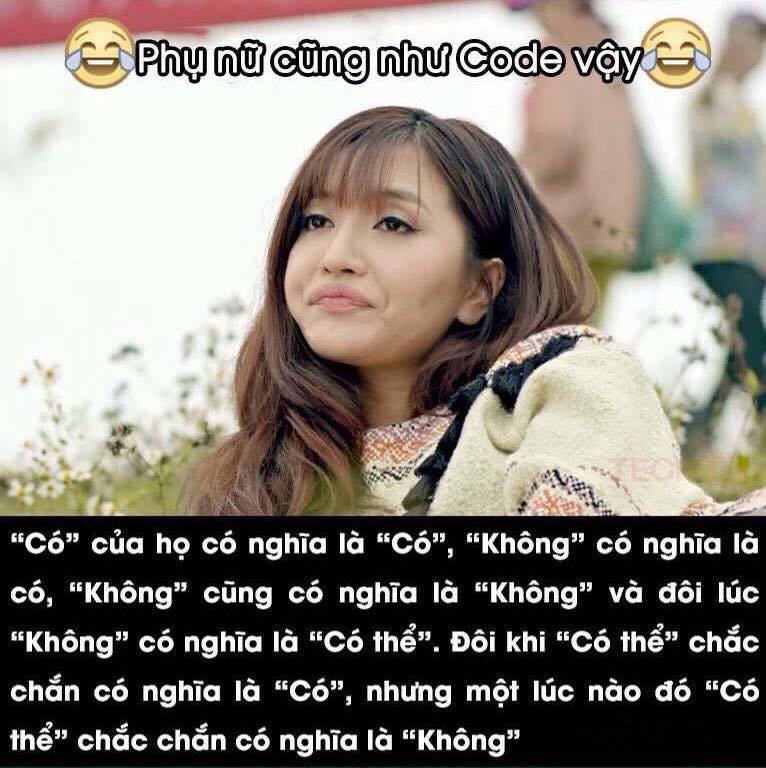 Phụ nữ cũng như Code vậy
“Có” của họ có nghĩa là “Có”, “Không” có nghĩa là
có, “Không” cũng có nghĩa là “Không” và đôi lúc
“Không” có nghĩa là “Có thể”. Đôi khi “Có thể” chắc
chắn có nghĩa là “Có”, nhưng một lúc nào đó “Có
thể” chắc chắn có nghĩa là “Không”